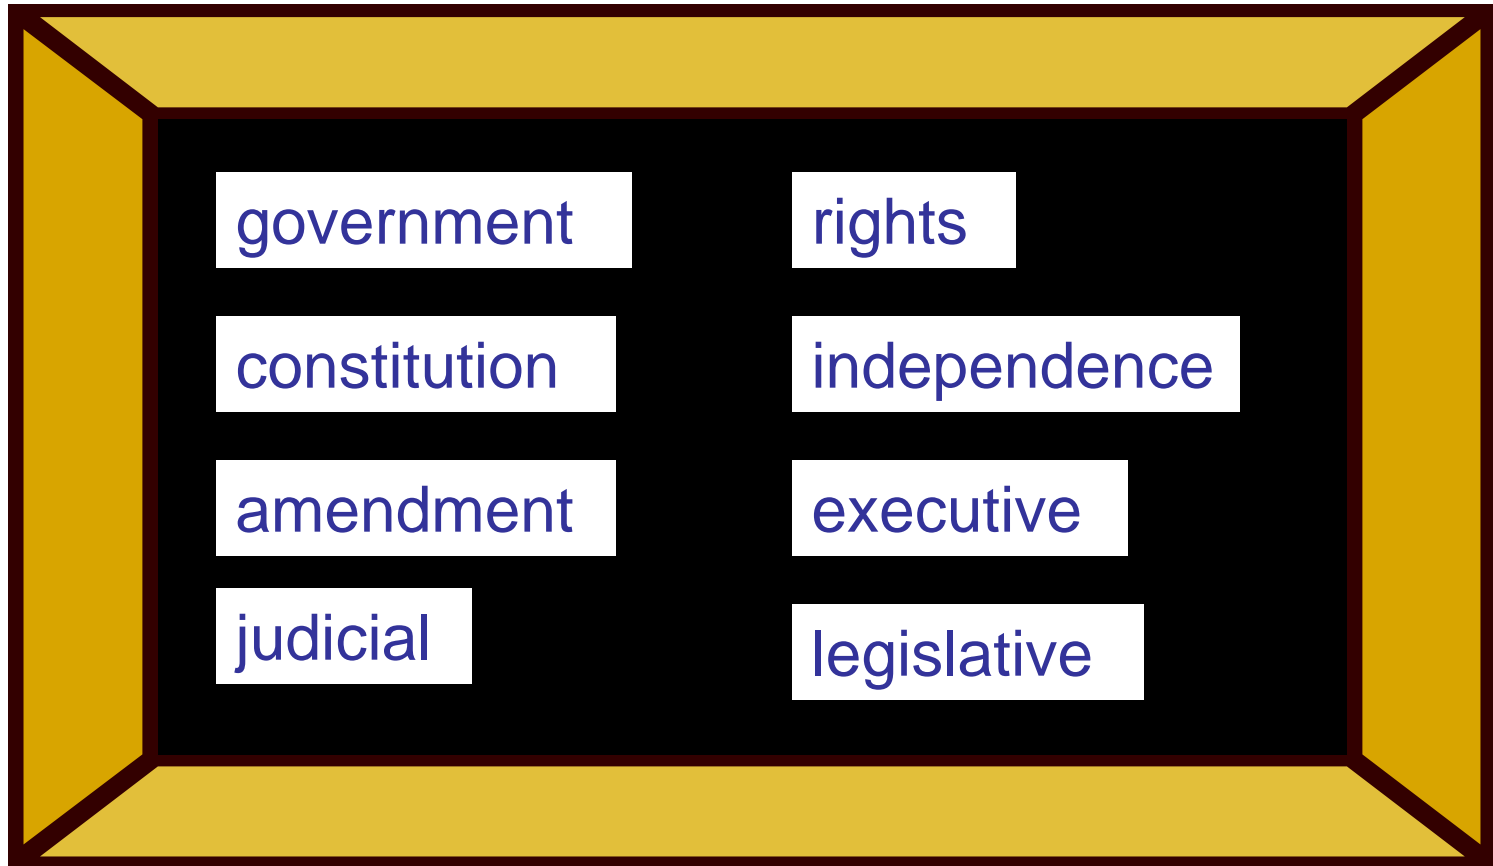 government
constitution
amendment
judicial
rights
independence
executive
legislative